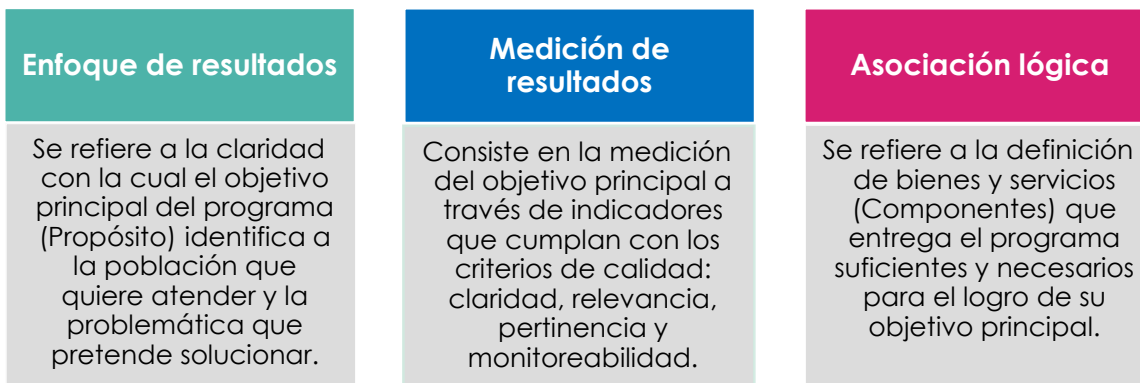 Enfoque de resultados
Se refiere a la claridad
con la cual el objetivo
principal del programa
(Propósito) identifica a
la población que
quiere atender y la
problemática que
pretende solucionar.
Medición de
resultados
Consiste en la medición
del objetivo principal a
través de indicadores
que cumplan con los
criterios de calidad:
claridad, relevancia,
pertinencia y
monitoreabilidad.
Asociación lógica
Se refiere a la definición
de bienes y servicios
(Componentes) que
entrega el programa
suficientes y necesarios
para el logro de su
objetivo principal.